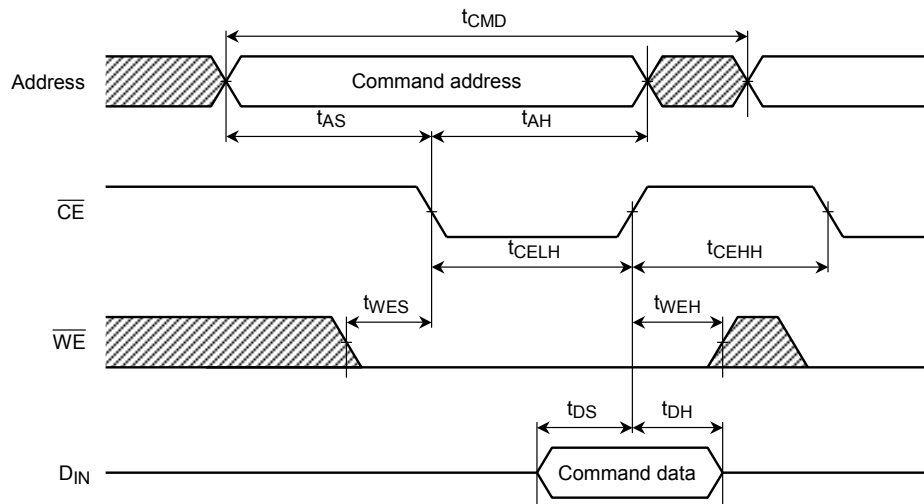 tCMD
Address
Command address
tAS
tAH
CE
tCELH
tCEHH
tWES
tWEH
WE
tDS
tDH
DIN
Command data